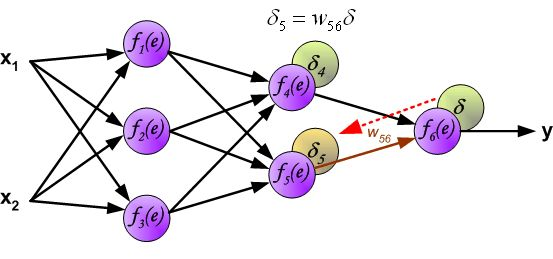 δ₅ = w₅₆δ
x₁
x₂
f₁(e)
f₂(e)
f₃(e)
δ₄
f₄(e)
δ₅
f₅(e)
w₅₆
δ
f₆(e)
y